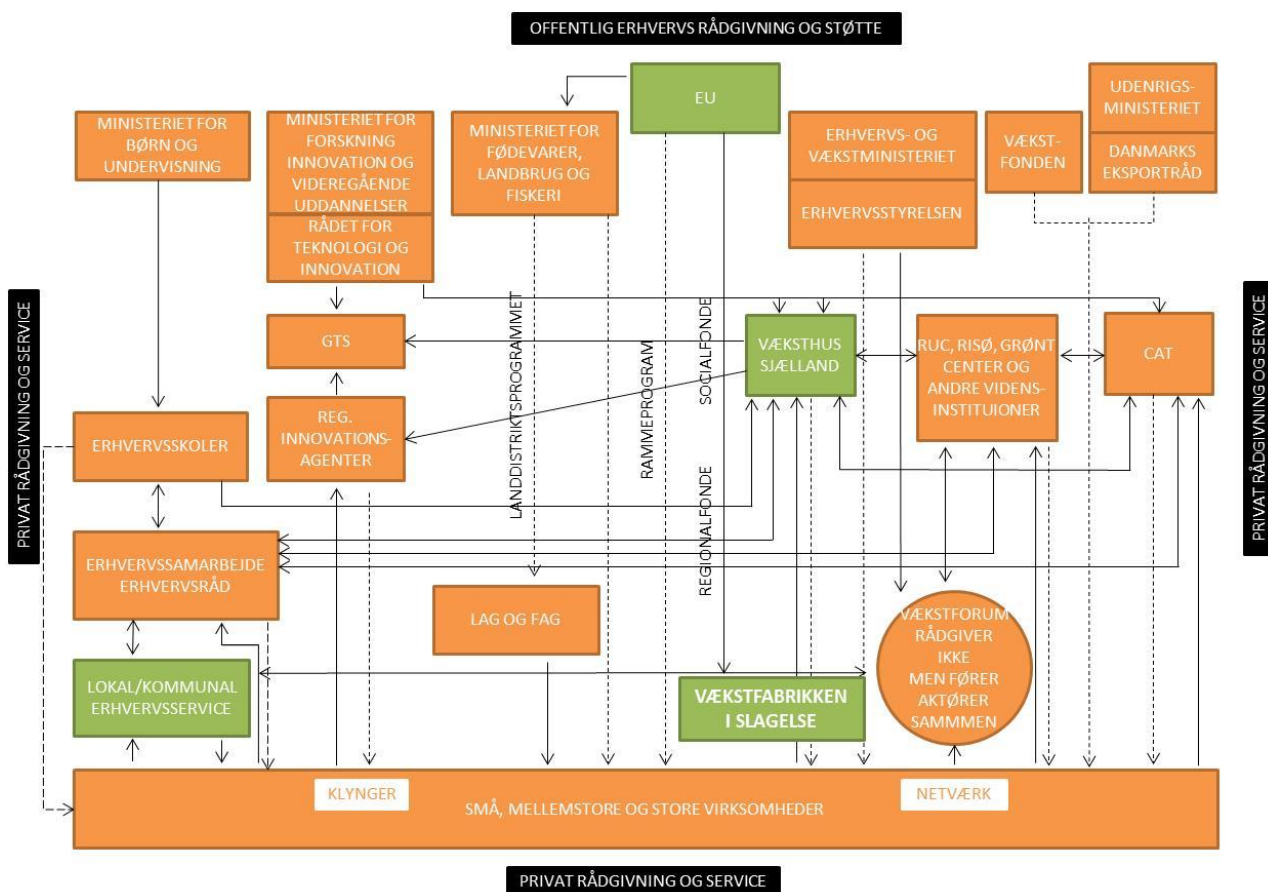 OFFENTLIG ERHVERVS RÅDGIVNING OG STØTTE
EU
UDENRIGS-
MINISTERIET
DANMARKS
EKSPORTRÅD
MINISTERIET FOR
BØRN OG
UNDERVISNING
MINISTERIET FOR
FORSKNING
INNOVATION OG
VIDEREGÅENDE
UDDANNELSER
RÅDET FOR
TEKNOLOGI OG
INNOVATION
MINISTERIET FOR
FØDEVARER,
LANDBRUG OG
FISKERI
ERHVERVS- OG
VÆKSTMINISTERIET
ERHVERVSSTYRELSEN
VÆKST-
FONDEN
PRIVAT RÅDGIVNING OG SERVICE
GTS
LANDDISTRIKTSPROGRAMMET
RAMMEPROGRAM
SOCIALFONDE
REGIONALFONDE
VÆKSTHUS
SJÆLLAND
RUC, RISØ, GRØNT
CENTER OG
ANDRE VIDENS-
INSTITUIONER
CAT
PRIVAT RÅDGIVNING OG SERVICE
ERHVERVSSKOLER
REG.
INNOVATIONS-
AGENTER
ERHVERVSSAMARBEJDE
ERHVERVSRÅD
LAG OG FAG
VÆKSTFORUM
RÅDGIVER
IKKE
MEN FØRER
AKTØRER
SAMMMEN
LOKAL/KOMMUNAL
ERHVERVSSERVICE
VÆKSTFABRIKKEN
I SLAGELSE
KLYNGER
NETVÆRK
SMÅ, MELLEMSTORE OG STORE VIRKSOMHEDER
PRIVAT RÅDGIVNING OG SERVICE